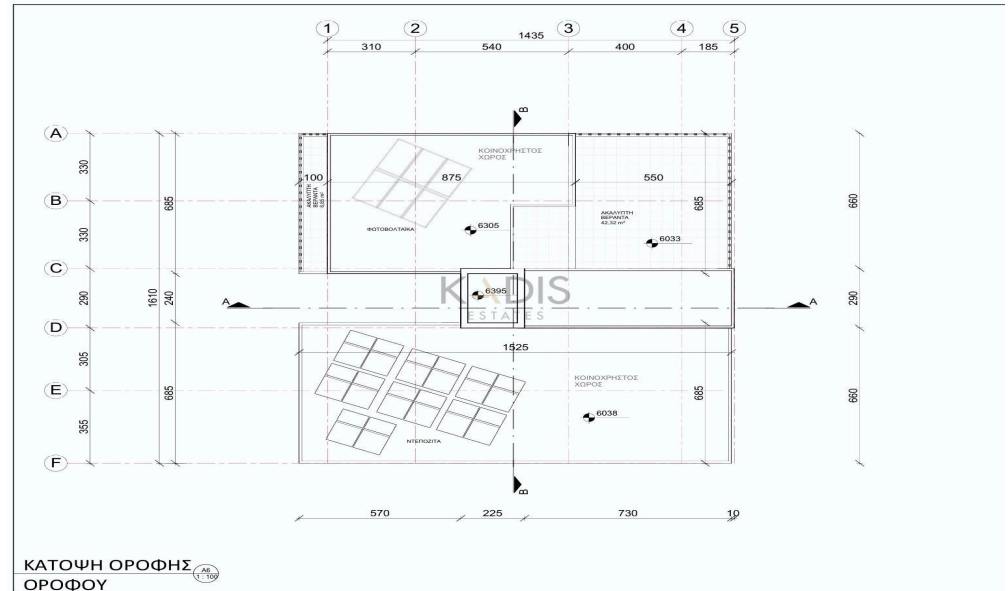 1 2 3 4 5
1435
310 540 400 185
B
A
ΚΟΙΝΟΧΡΗΣΤΟΣ
ΧΩΡΟΣ
330
100 875 550
ΑΚΑΛΥΠΤΗ
ΒΕΡΑΝΤΑ
B
685 685 685 660
ΑΚΑΛΥΠΤΗ
ΒΕΡΑΝΤΑ
42,32 m²
ΦΩΤΟΒΟΛΤΑΪΚΑ
6305
6033
330
C
KADIS
ESTATES
6395
290 1610 240 290
A A
D
1525
305
ΚΟΙΝΟΧΡΗΣΤΟΣ
ΧΩΡΟΣ
E
685 685 660
6038
355
ΝΤΕΠΟΖΙΤΑ
F
B
570 225 730 10
ΚΑΤΟΨΗ ΟΡΟΦΗΣ
A6
1 : 100
ΟΡΟΦΟΥ